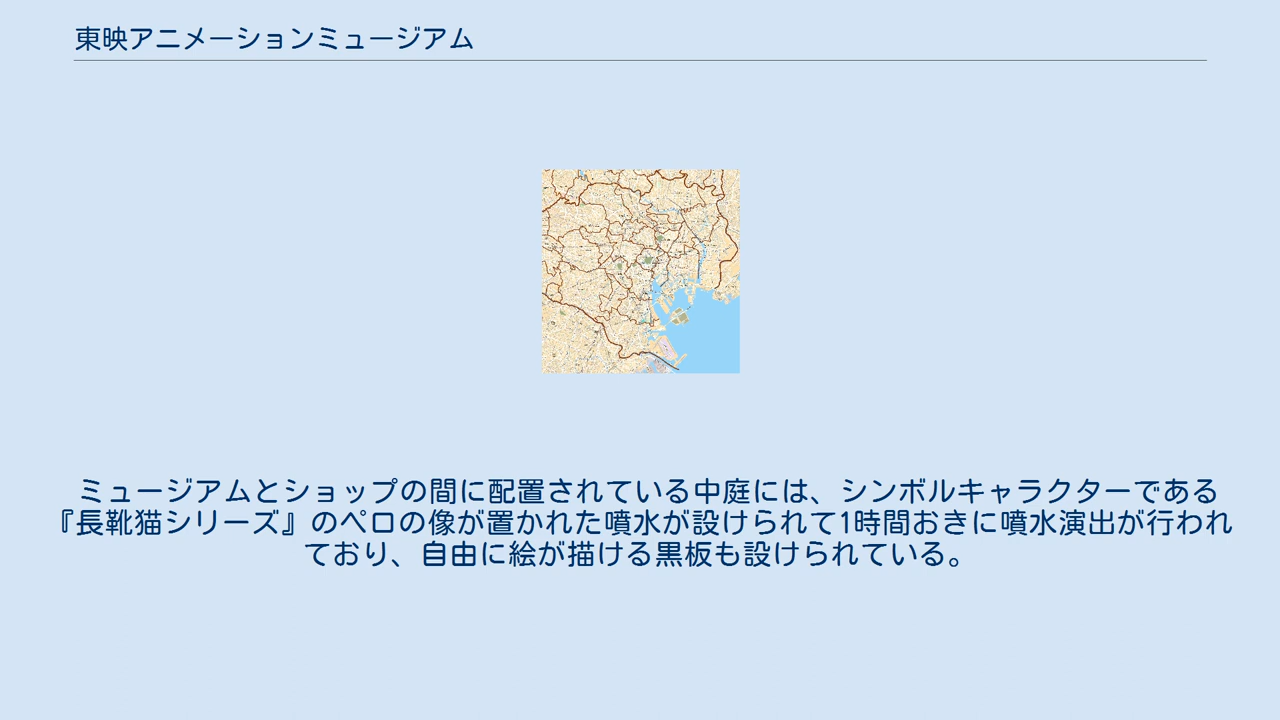 東映アニメーションミュージアム
ミュージアムとショップの間に配置されている中庭には、シンボルキャラクターである
『長靴猫シリーズ』のペロの像が置かれた噴水が設けられて1時間おきに噴水演出が行われ
ており、自由に絵が描ける黒板も設けられている。